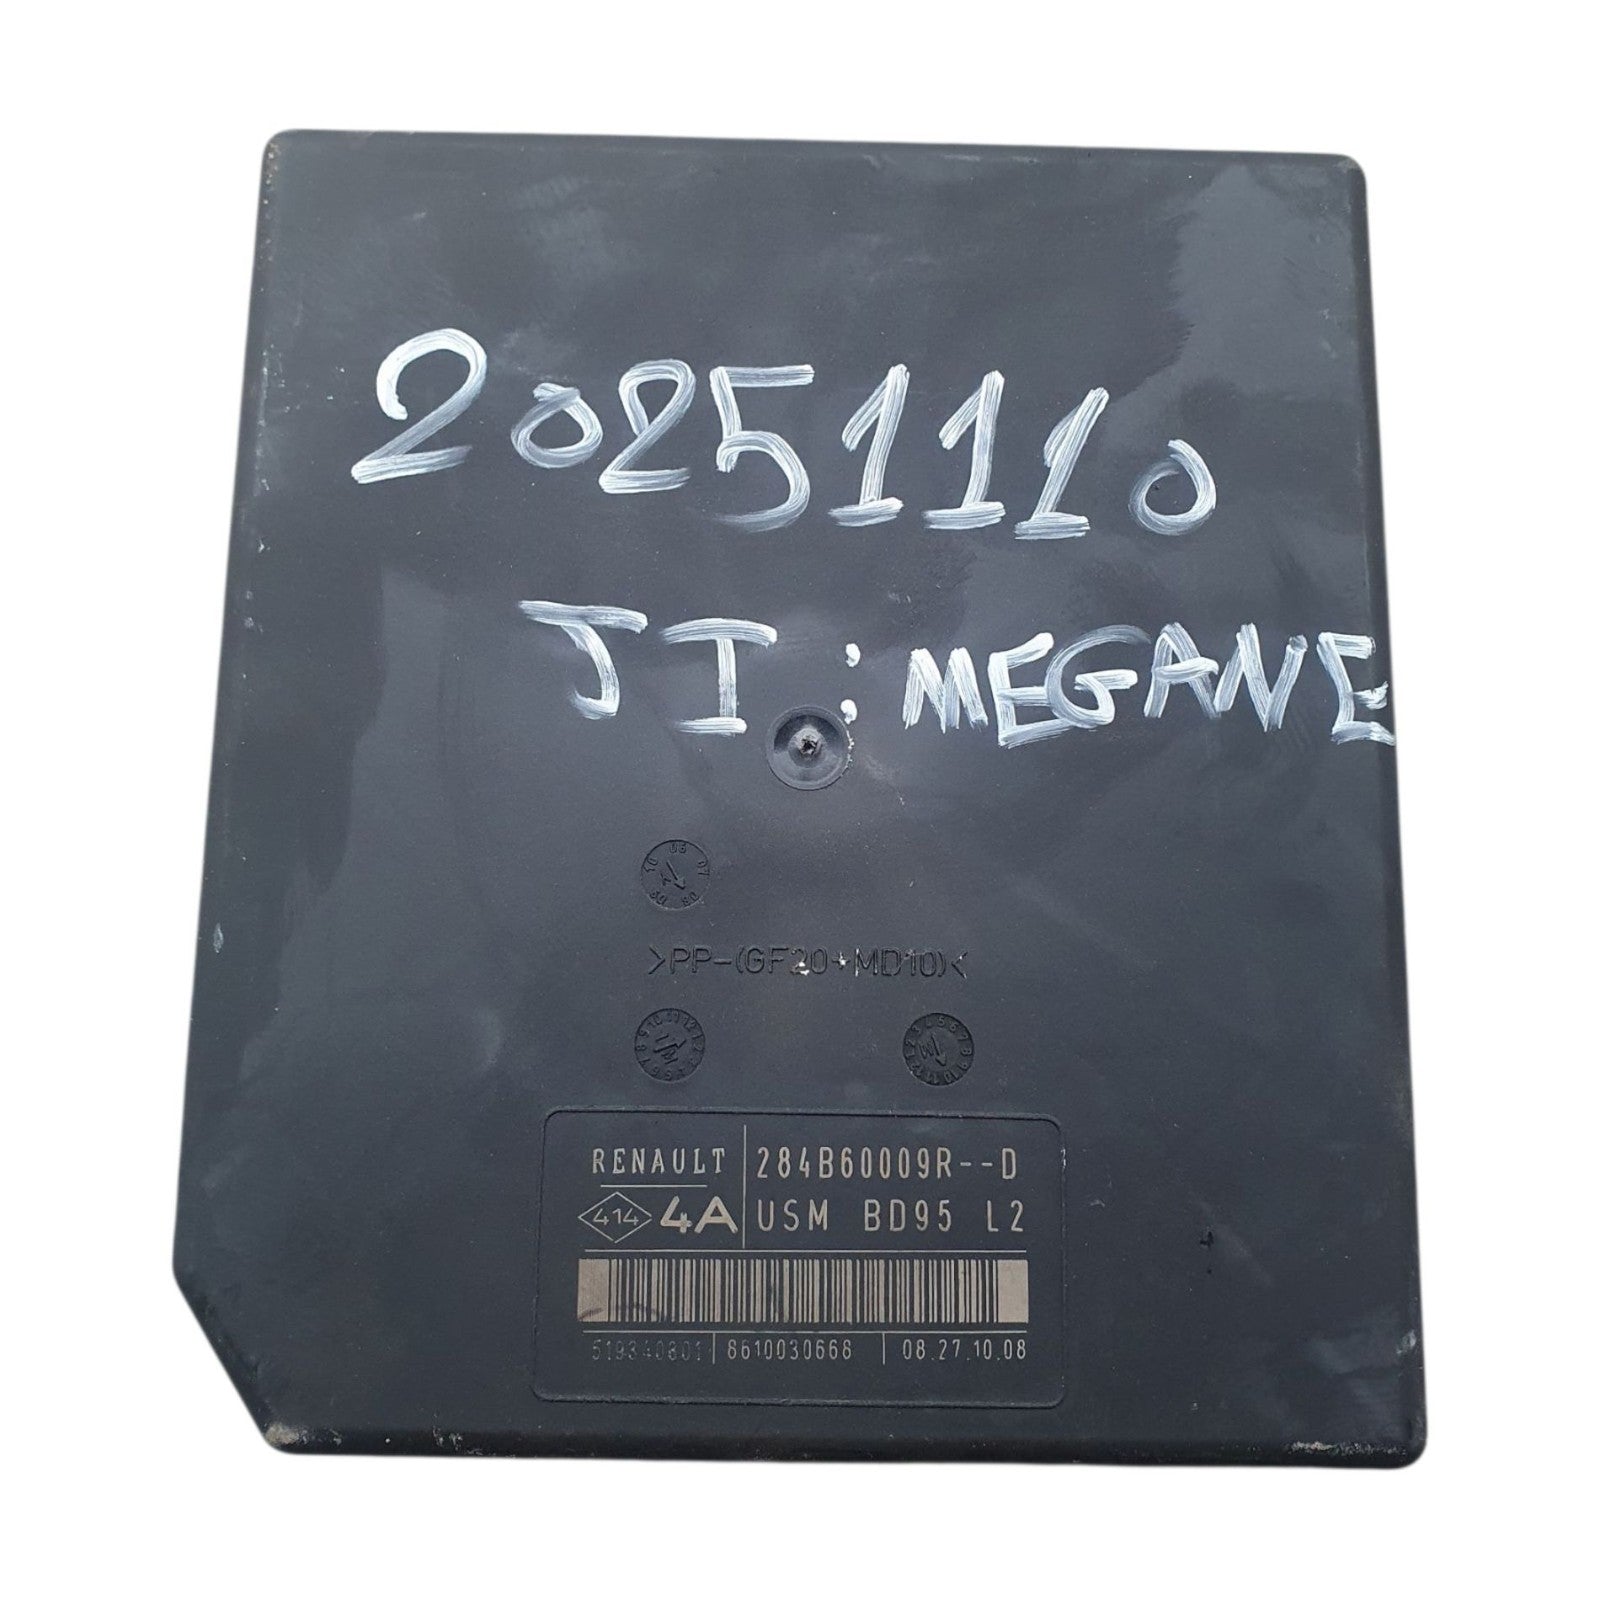 20251110
JI : MEGANE
>PP-(GF20+MD10)<
RENAULT 284B60009R--D
414 4A USM BD95 L2
519340801 8610030668 08.27.10.08